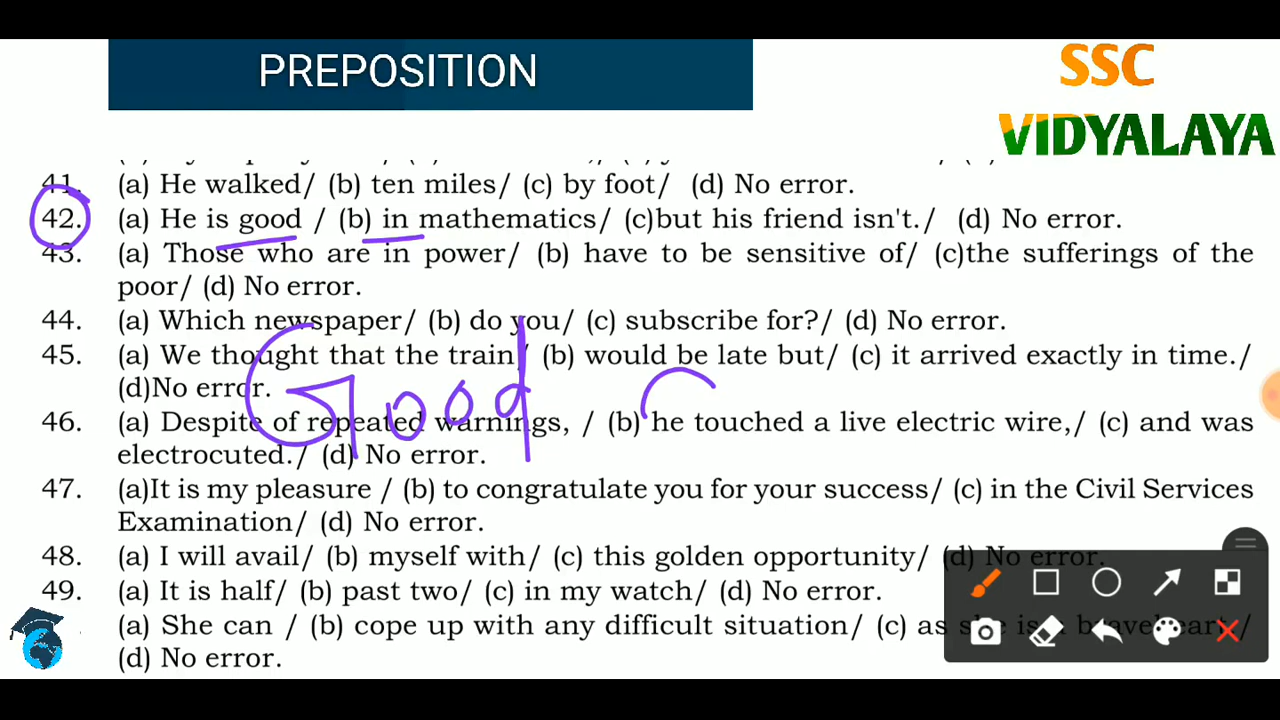 PREPOSITION
SSC
VIDYALAYA
41. (a) He walked/ (b) ten miles/ (c) by foot/ (d) No error.
42. (a) He is good / (b) in mathematics/ (c)but his friend isn't./ (d) No error.
43. (a) Those who are in power/ (b) have to be sensitive of/ (c)the sufferings of the
poor/ (d) No error.
44. (a) Which newspaper/ (b) do you/ (c) subscribe for?/ (d) No error.
45. (a) We thought that the train/ (b) would be late but/ (c) it arrived exactly in time./
(d)No error.
Good
46. (a) Despite of repeated warnings, / (b) he touched a live electric wire,/ (c) and was
electrocuted./ (d) No error.
47. (a)It is my pleasure / (b) to congratulate you for your success/ (c) in the Civil Services
Examination/ (d) No error.
48. (a) I will avail/ (b) myself with/ (c) this golden opportunity/ (d) No error.
49. (a) It is half/ (b) past two/ (c) in my watch/ (d) No error.
(a) She can / (b) cope up with any difficult situation/ (c) as she is a
(d) No error.